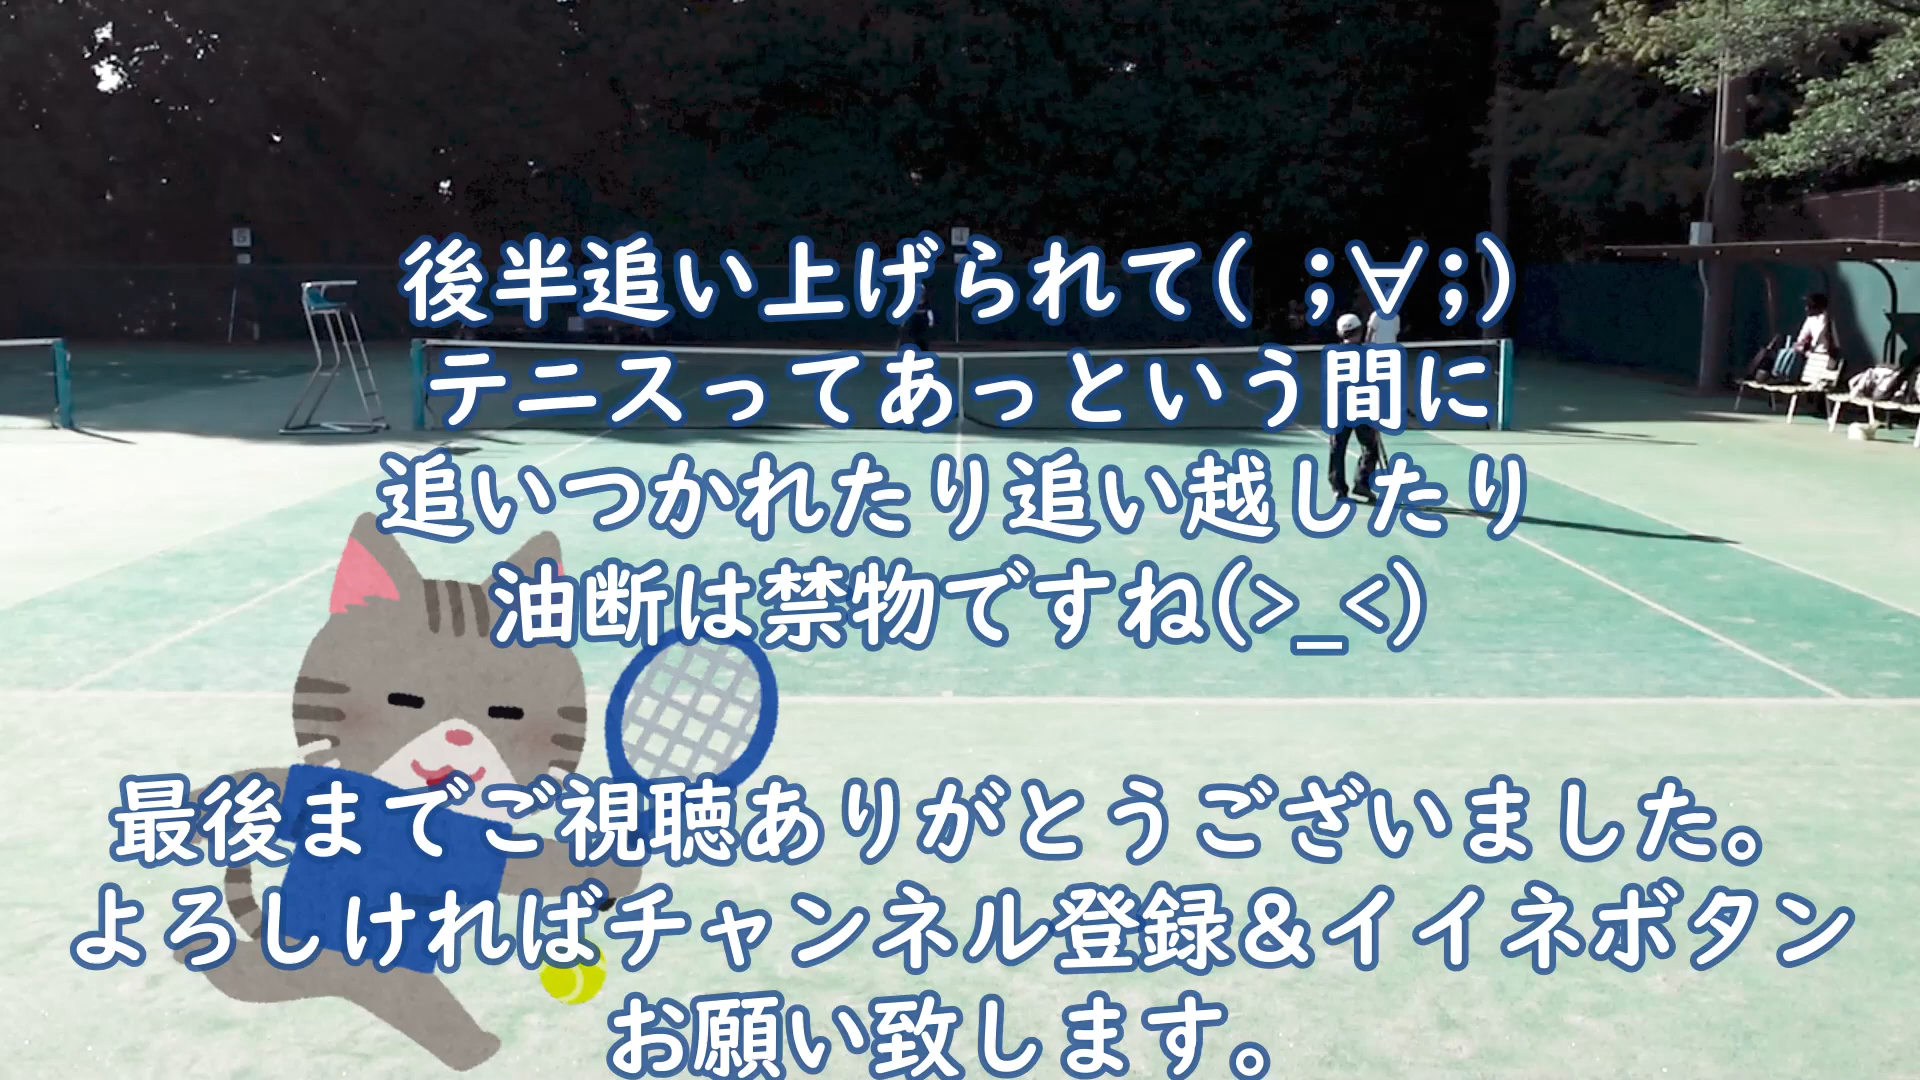 後半追い上げられて( ;∀;)
テニスってあっという間に
追いつかれたり追い越したり
油断は禁物ですね(>_<)
最後までご視聴ありがとうございました。
よろしければチャンネル登録&イイネボタン
お願い致します。